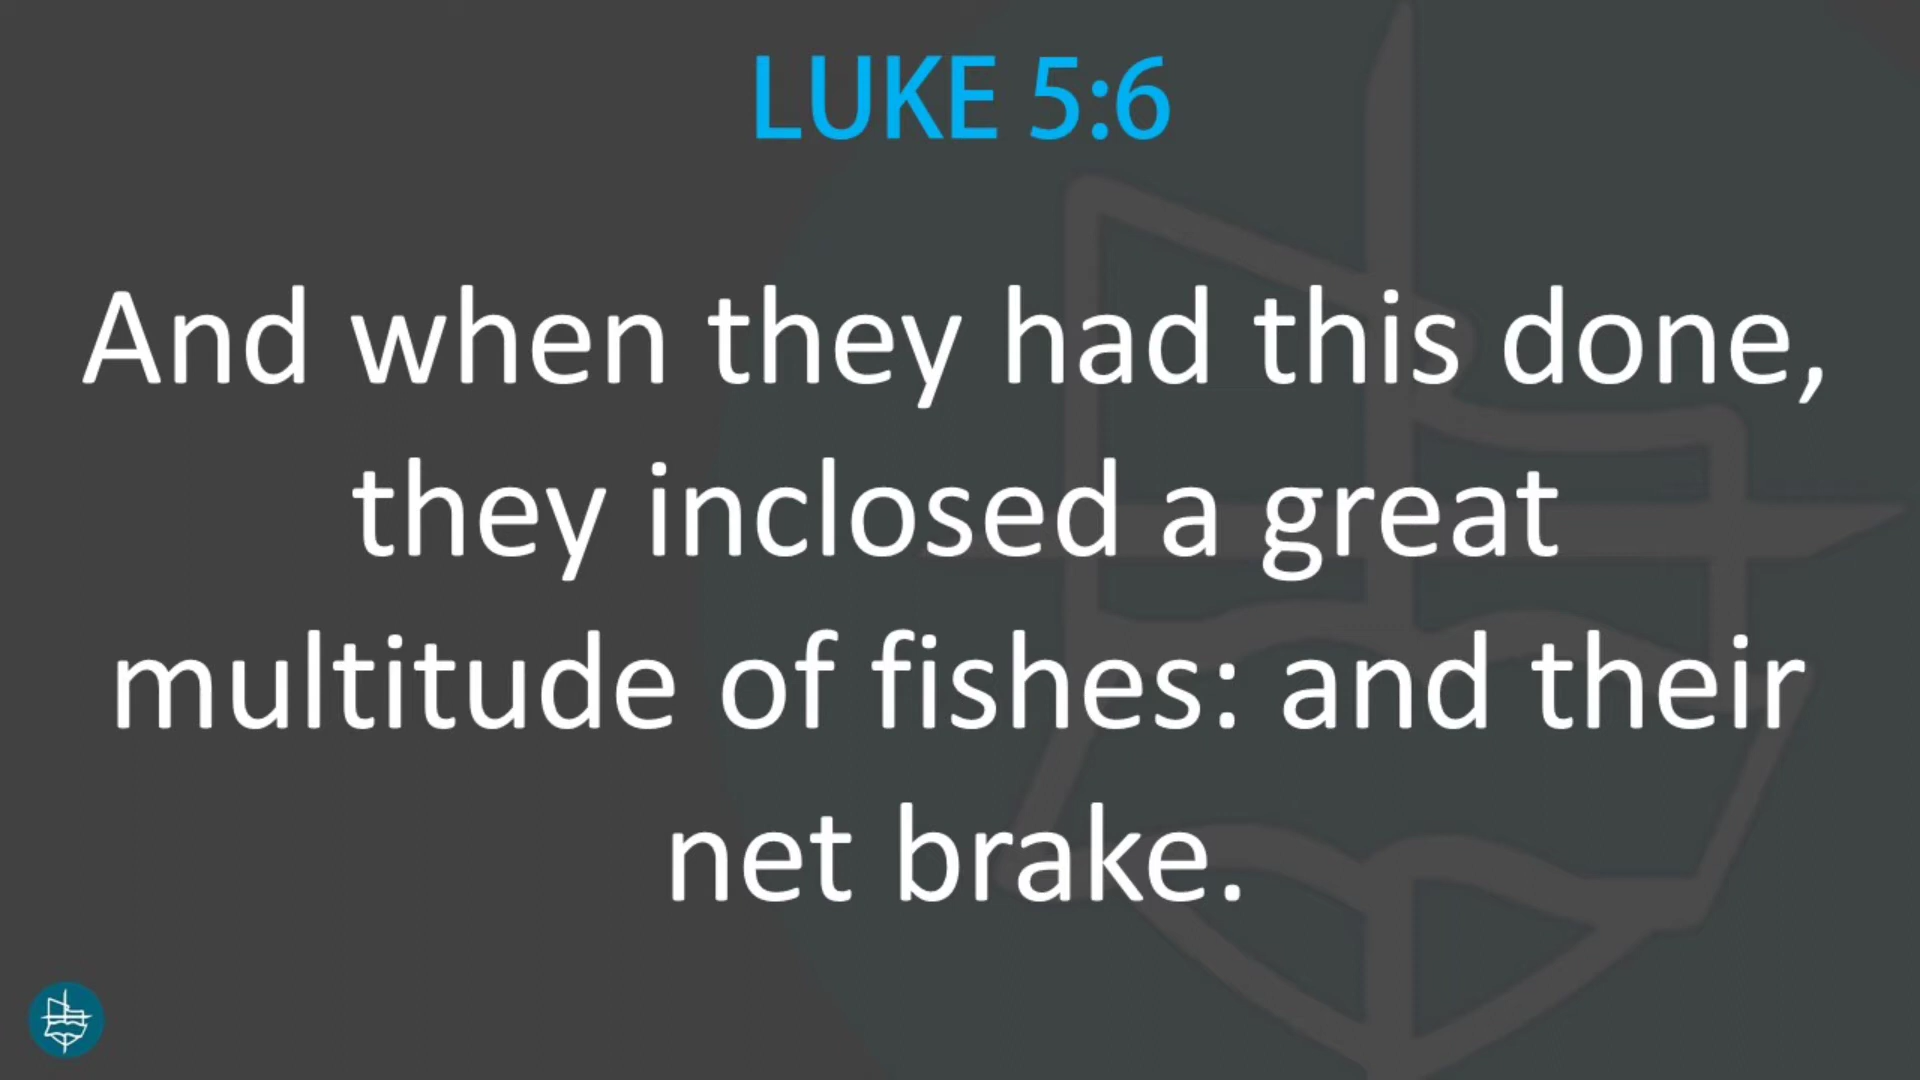 LUKE 5:6
And when they had this done,
they inclosed a great
multitude of fishes: and their
net brake.